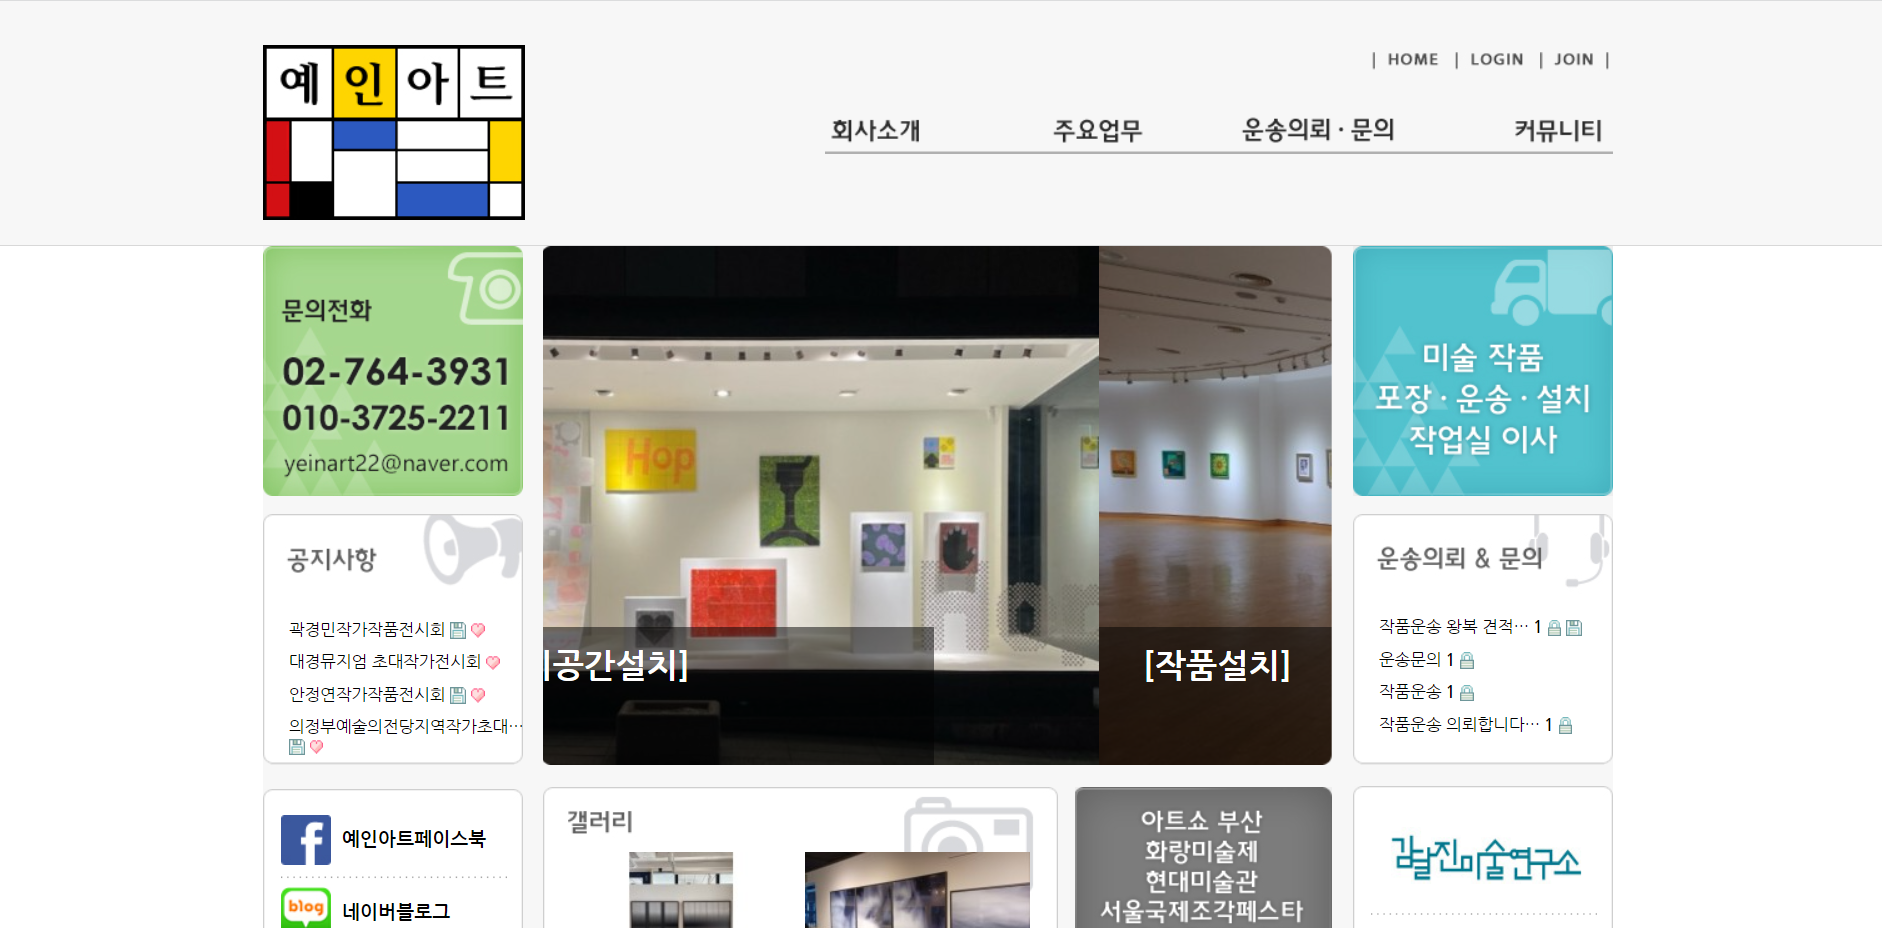 예인아트
| HOME | LOGIN | JOIN |
회사소개 주요업무 운송의뢰 · 문의 커뮤니티
문의전화
02-764-3931
010-3725-2211
yeinart22@naver.com
Hop
공간설치]
[작품설치]
미술 작품
포장 · 운송 · 설치
작업실 이사
공지사항
곽경민작가작품전시회
대경뮤지엄 초대작가전시회
안정연작가작품전시회
의정부예술의전당지역작가초대…
운송의뢰 & 문의
작품운송 왕복 견적… 1
운송문의 1
작품운송 1
작품운송 의뢰합니다… 1
예인아트페이스북
blog
네이버블로그
갤러리
아트쇼 부산
화랑미술제
현대미술관
서울국제조각페스타
김달진미술연구소